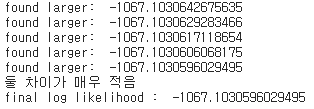 found larger:  -1067.1030642675635
found larger:  -1067.1030629283466
found larger:  -1067.1030617118654
found larger:  -1067.1030606068175
found larger:  -1067.1030596029495
둘 차이가 매우 적음
final log likelihood :  -1067.1030596029495